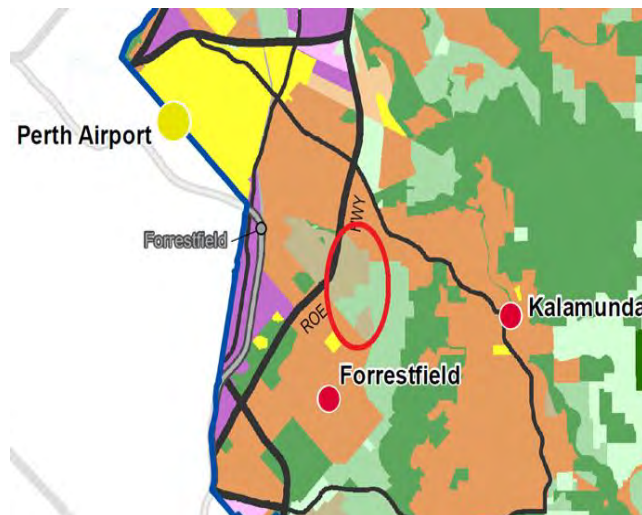 Perth Airport
Forrestfield
HWY
ROE
Kalamunda
Forrestfield